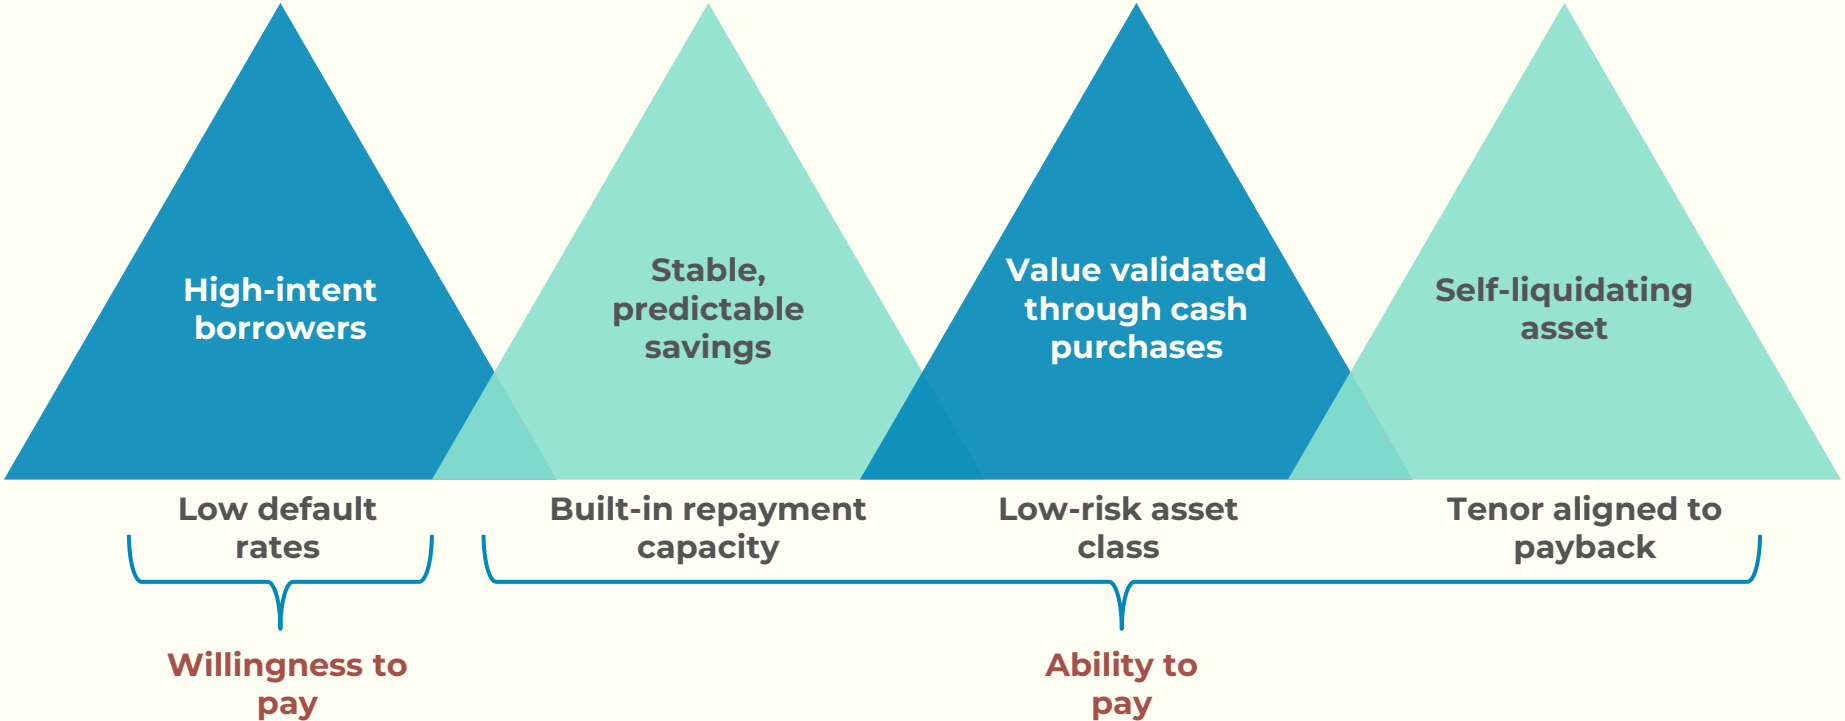 High-intent
borrowers
Stable,
predictable
savings
Value validated
through cash
purchases
Self-liquidating
asset
Low default
rates
Built-in repayment
capacity
Low-risk asset
class
Tenor aligned to
payback
Willingness to
pay
Ability to
pay